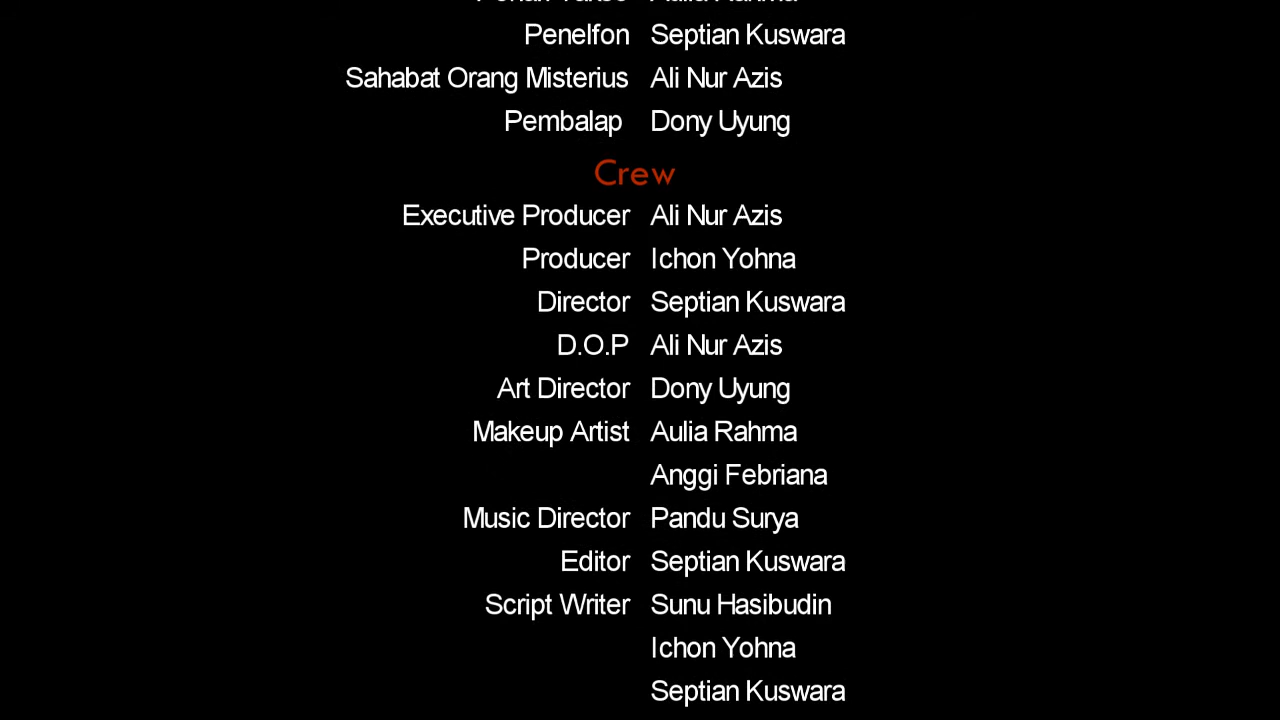 Penelfon Septian Kuswara
Sahabat Orang Misterius Ali Nur Azis
Pembalap Dony Uyung
Crew
Executive Producer Ali Nur Azis
Producer Ichon Yohna
Director Septian Kuswara
D.O.P Ali Nur Azis
Art Director Dony Uyung
Makeup Artist Aulia Rahma
Anggi Febriana
Music Director Pandu Surya
Editor Septian Kuswara
Script Writer Sunu Hasibudin
Ichon Yohna
Septian Kuswara